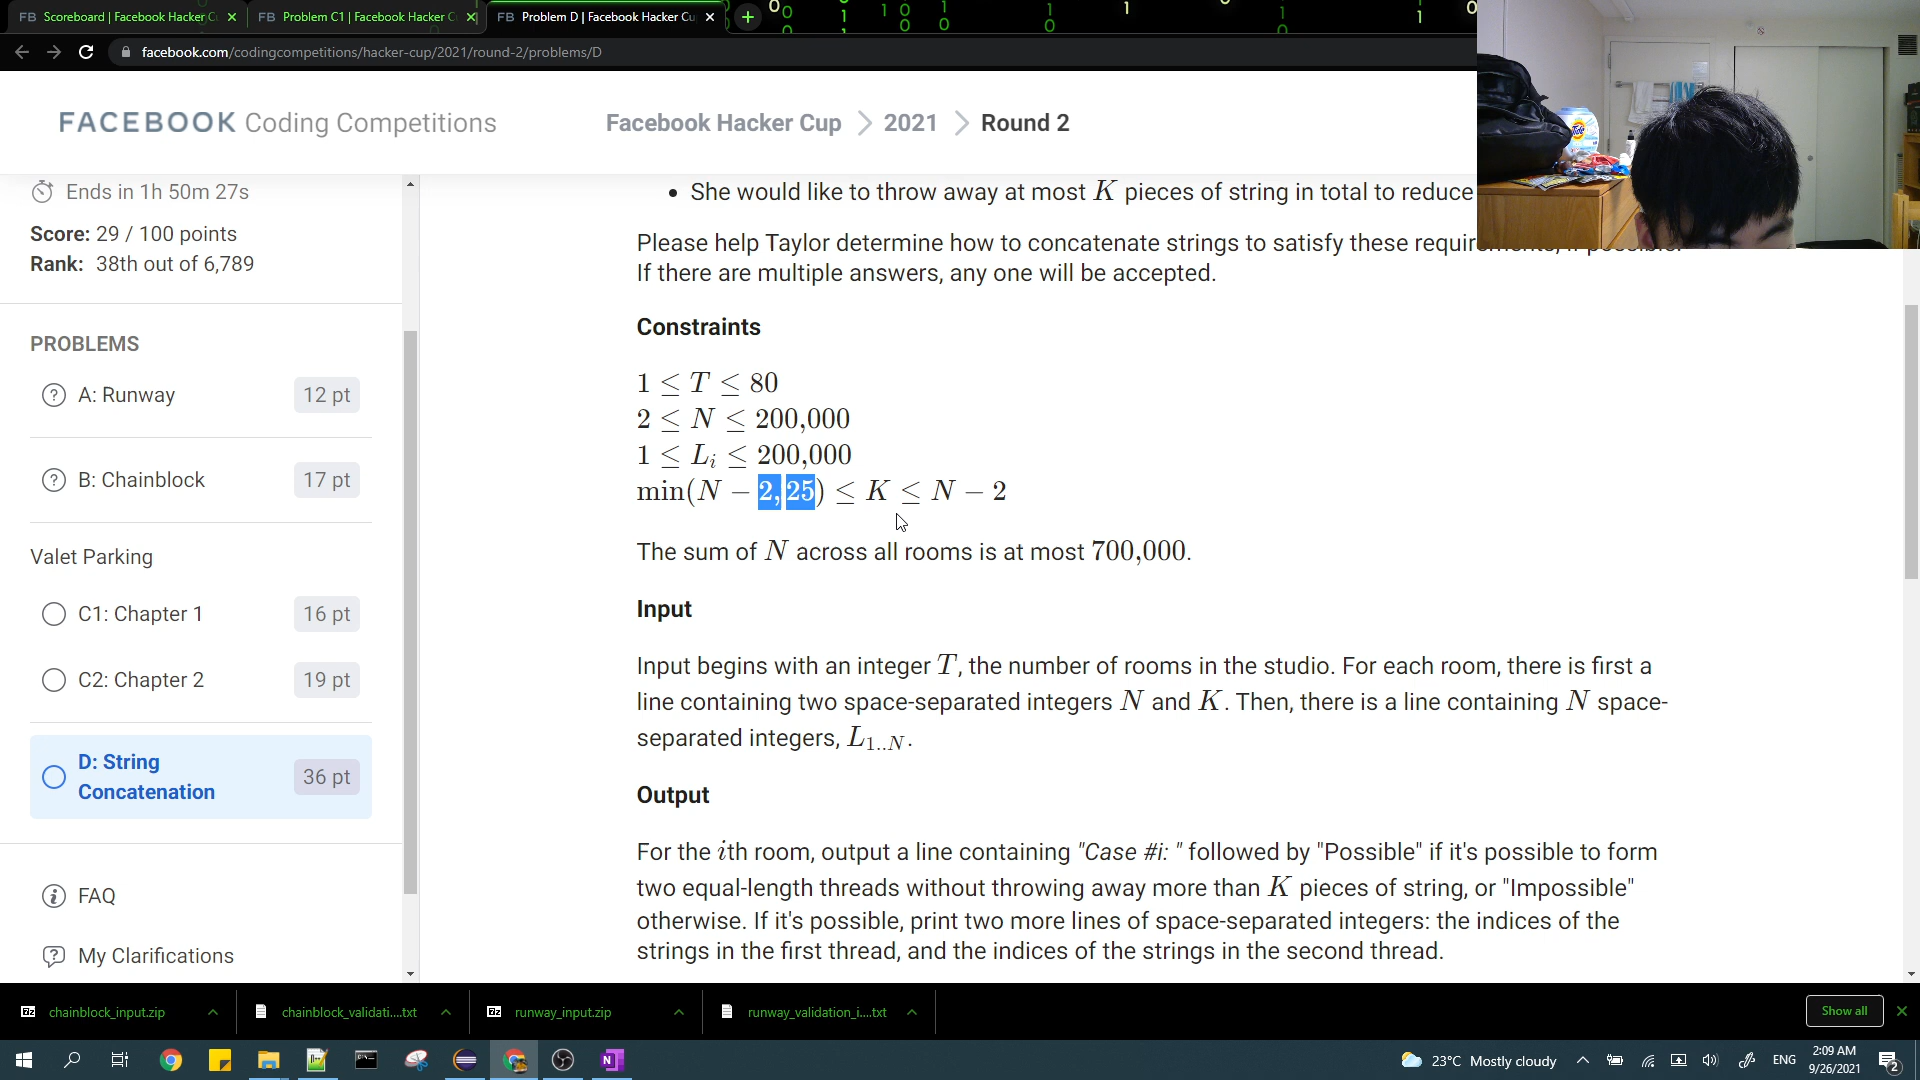 Scoreboard | Facebook Hacker C
Problem C1 | Facebook Hacker C
Problem D | Facebook Hacker Cu
facebook.com/codingcompetitions/hacker-cup/2021/round-2/problems/D
FACEBOOK Coding Competitions
Facebook Hacker Cup > 2021 > Round 2
Ends in 1h 50m 27s
Score: 29 / 100 points
Rank: 38th out of 6,789
PROBLEMS
A: Runway 12 pt
B: Chainblock 17 pt
Valet Parking
C1: Chapter 1 16 pt
C2: Chapter 2 19 pt
D: String
Concatenation
36 pt
FAQ
My Clarifications
• She would like to throw away at most K pieces of string in total to reduce
Please help Taylor determine how to concatenate strings to satisfy these
If there are multiple answers, any one will be accepted.
Constraints
1 ≤ T ≤ 80
2 ≤ N ≤ 200,000
1 ≤ Lᵢ ≤ 200,000
min(N − 2, 25) ≤ K ≤ N − 2
The sum of N across all rooms is at most 700,000.
Input
Input begins with an integer T, the number of rooms in the studio. For each room, there is first a
line containing two space-separated integers N and K. Then, there is a line containing N space-
separated integers, L₁..N.
Output
For the ith room, output a line containing "Case #i: " followed by "Possible" if it's possible to form
two equal-length threads without throwing away more than K pieces of string, or "Impossible"
otherwise. If it's possible, print two more lines of space-separated integers: the indices of the
strings in the first thread, and the indices of the strings in the second thread.
chainblock_input.zip
chainblock_validati....txt
runway_input.zip
runway_validation_i....txt
Show all
23°C Mostly cloudy
ENG
2:09 AM
9/26/2021
2
Tide